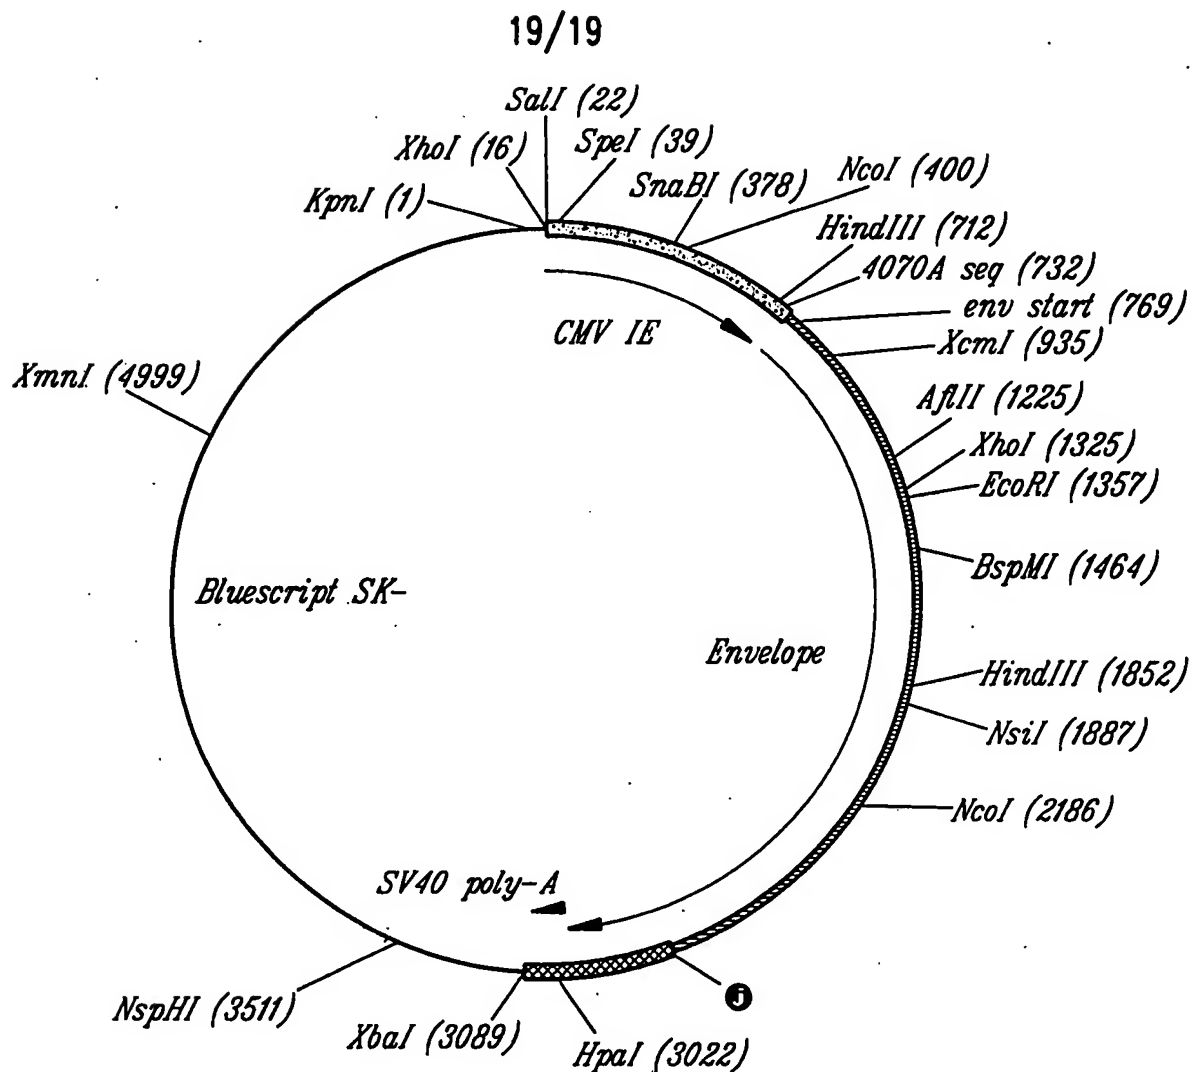 19/19
SalI (22)
XhoI (16)
SpeI (39)
KpnI (1)
SnaBI (378)
NcoI (400)
HindIII (712)
4070A seq (732)
env start (769)
CMV IE
XcmI (935)
XmnI (4999)
AflII (1225)
XhoI (1325)
EcoRI (1357)
BspMI (1464)
Bluescript SK-
Envelope
HindIII (1852)
NsiI (1887)
NcoI (2186)
SV40 poly-A
j
NspHI (3511)
XbaI (3089)
HpaI (3022)